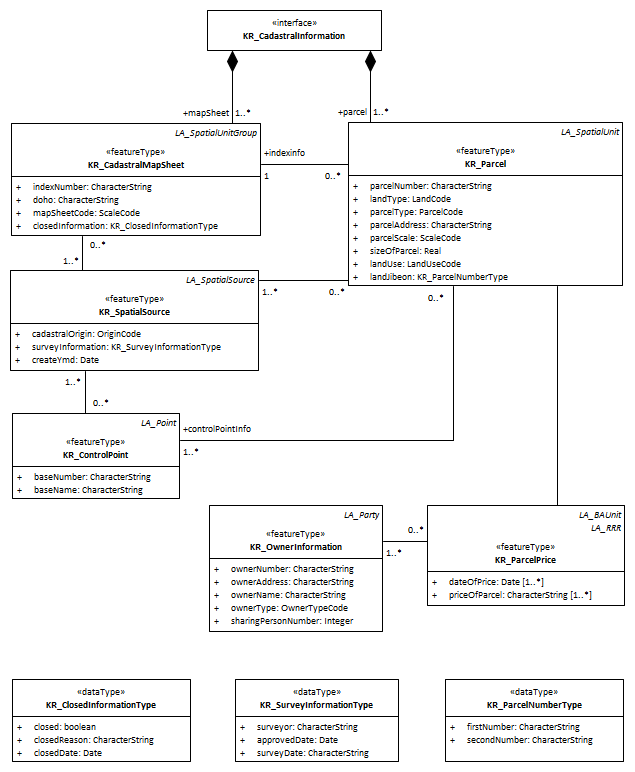 «interface»
KR_CadastralInformation
+mapSheet 1..*
+parcel 1..*
LA_SpatialUnitGroup
«featureType»
KR_CadastralMapSheet
+ indexNumber: CharacterString
+ doho: CharacterString
+ mapSheetCode: ScaleCode
+ closedInformation: KR_ClosedInformationType
+indexinfo
1
0..*
LA_SpatialUnit
«featureType»
KR_Parcel
+ parcelNumber: CharacterString
+ landType: LandCode
+ parcelType: ParcelCode
+ parcelAddress: CharacterString
+ parcelScale: ScaleCode
+ sizeOfParcel: Real
+ landUse: LandUseCode
+ landJibeon: KR_ParcelNumberType
0..*
1..*
LA_SpatialSource
«featureType»
KR_SpatialSource
+ cadastralOrigin: OriginCode
+ surveyInformation: KR_SurveyInformationType
+ createYmd: Date
1..*
0..*
0..*
1..*
0..*
LA_Point
«featureType»
KR_ControlPoint
+ baseNumber: CharacterString
+ baseName: CharacterString
+controlPointInfo
1..*
LA_Party
«featureType»
KR_OwnerInformation
+ ownerNumber: CharacterString
+ ownerAddress: CharacterString
+ ownerName: CharacterString
+ ownerType: OwnerTypeCode
+ sharingPersonNumber: Integer
0..*
1..*
LA_BAUnit
LA_RRR
«featureType»
KR_ParcelPrice
+ dateOfPrice: Date [1..*]
+ priceOfParcel: CharacterString [1..*]
«dataType»
KR_ClosedInformationType
+ closed: boolean
+ closedReason: CharacterString
+ closedDate: Date
«dataType»
KR_SurveyInformationType
+ surveyor: CharacterString
+ approvedDate: Date
+ surveyDate: CharacterString
«dataType»
KR_ParcelNumberType
+ firstNumber: CharacterString
+ secondNumber: CharacterString